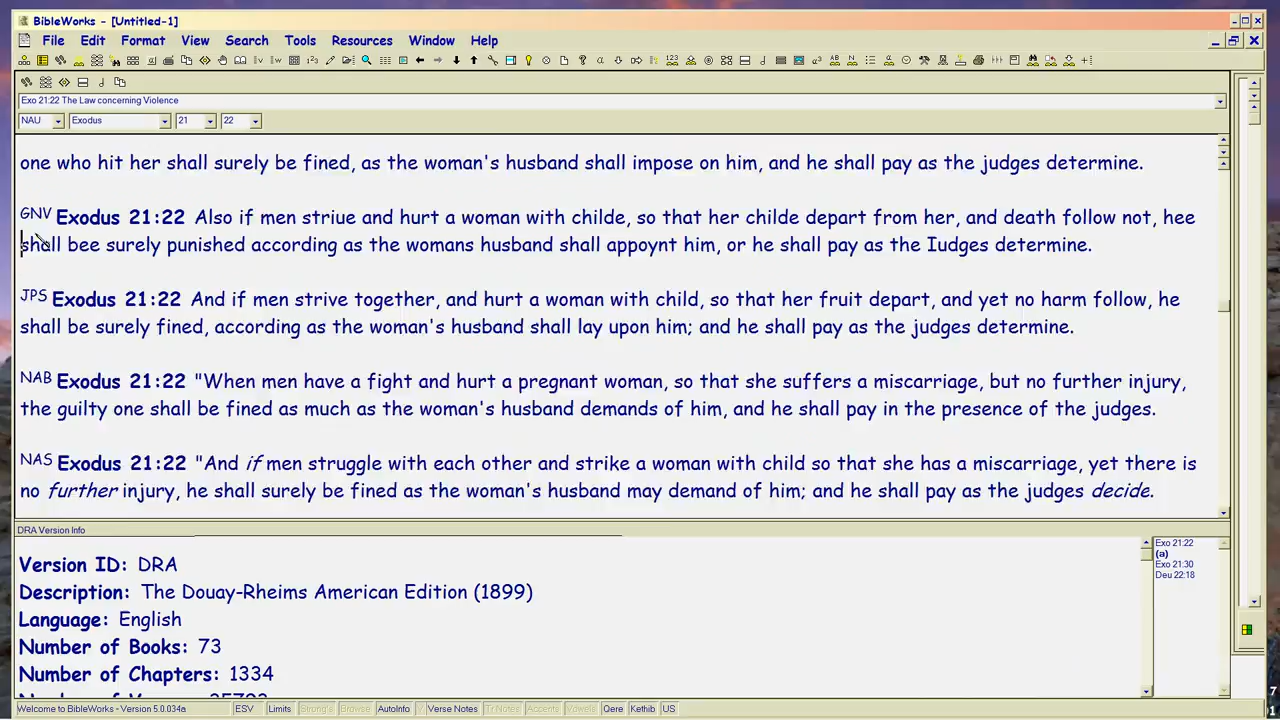 BibleWorks - [Untitled-1]
File Edit Format View Search Tools Resources Window Help
Exo 21:22 The Law concerning Violence
NAU Exodus 21 22
one who hit her shall surely be fined, as the woman's husband shall impose on him, and he shall pay as the judges determine.
GNV Exodus 21:22 Also if men striue and hurt a woman with childe, so that her childe depart from her, and death follow not, hee
shall bee surely punished according as the womans husband shall appoynt him, or he shall pay as the Iudges determine.
JPS Exodus 21:22 And if men strive together, and hurt a woman with child, so that her fruit depart, and yet no harm follow, he
shall be surely fined, according as the woman's husband shall lay upon him; and he shall pay as the judges determine.
NAB Exodus 21:22 "When men have a fight and hurt a pregnant woman, so that she suffers a miscarriage, but no further injury,
the guilty one shall be fined as much as the woman's husband demands of him, and he shall pay in the presence of the judges.
NAS Exodus 21:22 "And if men struggle with each other and strike a woman with child so that she has a miscarriage, yet there is
no further injury, he shall surely be fined as the woman's husband may demand of him; and he shall pay as the judges decide.
DRA Version Info
Version ID: DRA
Description: The Douay-Rheims American Edition (1899)
Language: English
Number of Books: 73
Number of Chapters: 1334
Exo 21:22
(a)
Exo 21:30
Deu 22:18
Welcome to BibleWorks - Version 5.0.034a ESV Limits Strong's Browse AutoInfo Verse Notes Tr Notes Accents Vowels Qere Kethib US
7
1